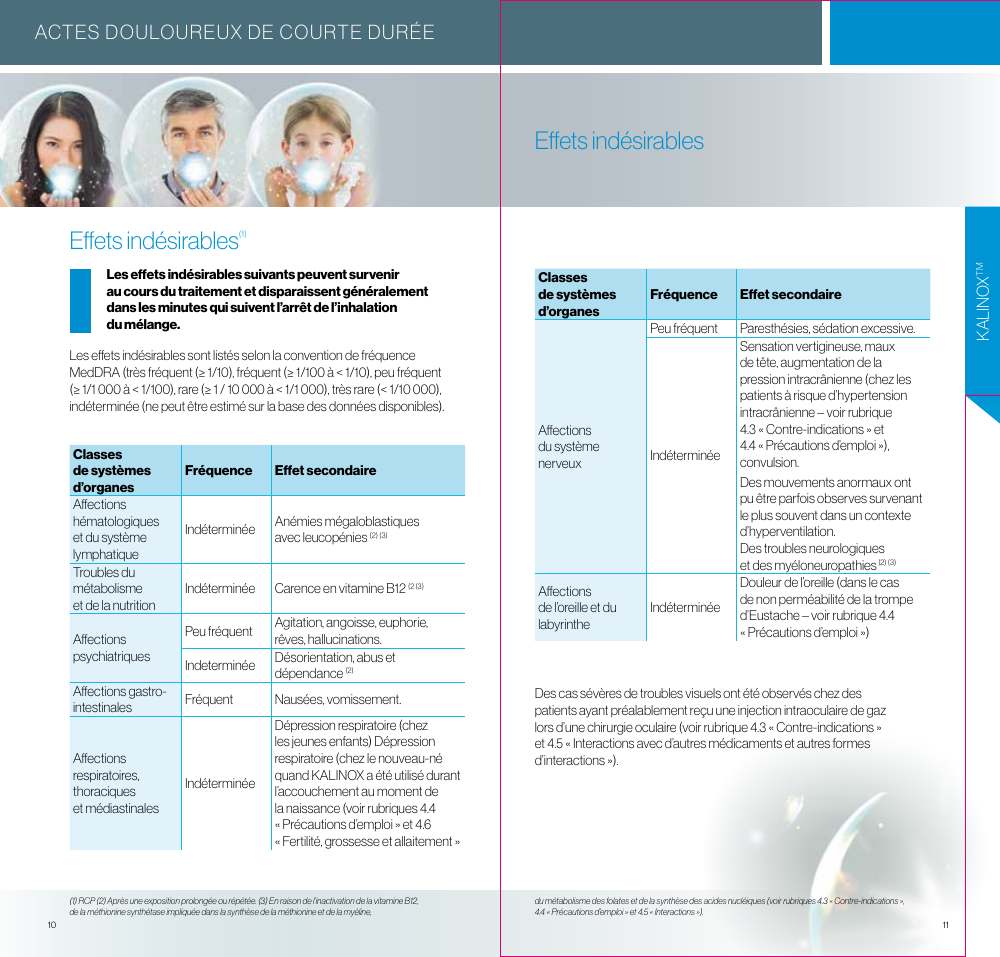 ACTES DOULOUREUX DE COURTE DURÉE
Effets indésirables(1)
Les effets indésirables suivants peuvent survenir
au cours du traitement et disparaissent généralement
dans les minutes qui suivent l'arrêt de l'inhalation
du mélange.
Les effets indésirables sont listés selon la convention de fréquence
MedDRA (très fréquent (≥ 1/10), fréquent (≥ 1/100 à < 1/10), peu fréquent
(≥ 1/1 000 à < 1/100), rare (≥ 1 / 10 000 à < 1/1 000), très rare (< 1/10 000),
indéterminée (ne peut être estimé sur la base des données disponibles).
Classes
de systèmes
d'organes
Fréquence
Effet secondaire
Affections
hématologiques
et du système
lymphatique
Indéterminée
Anémies mégaloblastiques
avec leucopénies (2) (3)
Troubles du
métabolisme
et de la nutrition
Indéterminée
Carence en vitamine B12 (2 (3)
Affections
psychiatriques
Peu fréquent
Agitation, angoisse, euphorie,
rêves, hallucinations.
Indeterminée
Désorientation, abus et
dépendance (2)
Affections gastro-
intestinales
Fréquent
Nausées, vomissement.
Affections
respiratoires,
thoraciques
et médiastinales
Indéterminée
Dépression respiratoire (chez
les jeunes enfants) Dépression
respiratoire (chez le nouveau-né
quand KALINOX a été utilisé durant
l'accouchement au moment de
la naissance (voir rubriques 4.4
« Précautions d'emploi » et 4.6
« Fertilité, grossesse et allaitement »
(1) RCP (2) Après une exposition prolongée ou répétée. (3) En raison de l'inactivation de la vitamine B12,
de la méthionine synthétase impliquée dans la synthèse de la méthionine et de la myéline,
10
Effets indésirables
KALINOX™
Classes
de systèmes
d'organes
Fréquence
Effet secondaire
Affections
du système
nerveux
Peu fréquent
Paresthésies, sédation excessive.
Indéterminée
Sensation vertigineuse, maux
de tête, augmentation de la
pression intracrânienne (chez les
patients à risque d'hypertension
intracrânienne – voir rubrique
4.3 « Contre-indications » et
4.4 « Précautions d'emploi »),
convulsion.
Des mouvements anormaux ont
pu être parfois observes survenant
le plus souvent dans un contexte
d'hyperventilation.
Des troubles neurologiques
et des myéloneuropathies (2) (3)
Affections
de l'oreille et du
labyrinthe
Indéterminée
Douleur de l'oreille (dans le cas
de non perméabilité de la trompe
d'Eustache – voir rubrique 4.4
« Précautions d'emploi »)
Des cas sévères de troubles visuels ont été observés chez des
patients ayant préalablement reçu une injection intraoculaire de gaz
lors d'une chirurgie oculaire (voir rubrique 4.3 « Contre-indications »
et 4.5 « Interactions avec d'autres médicaments et autres formes
d'interactions »).
du métabolisme des folates et de la synthèse des acides nucléiques (voir rubriques 4.3 « Contre-indications »,
4.4 « Précautions d'emploi » et 4.5 « Interactions »).
11